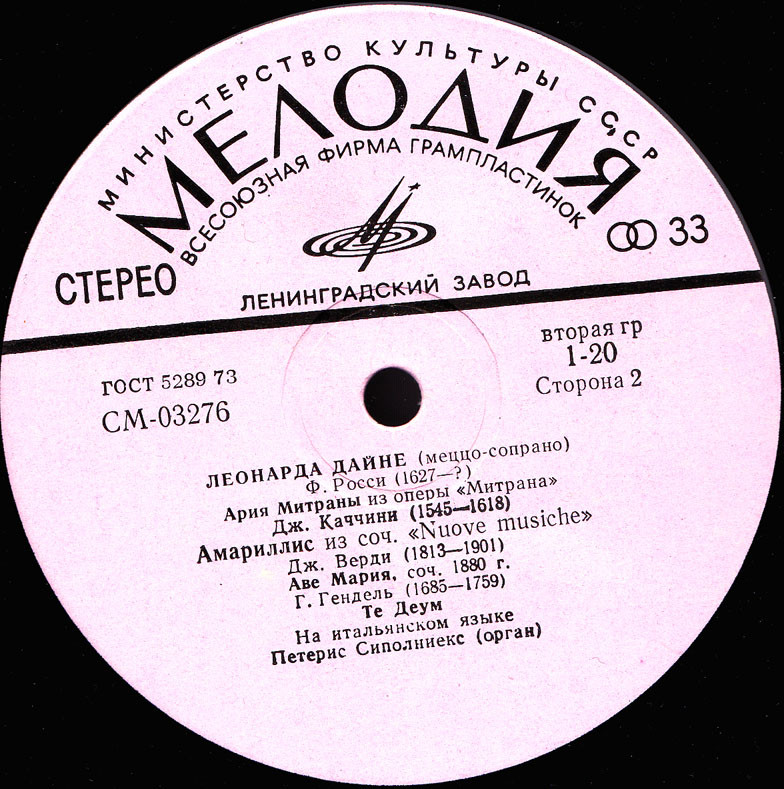 МИНИСТЕРСТВО КУЛЬТУРЫ СССР
МЕЛОДИЯ
ВСЕСОЮЗНАЯ ФИРМА ГРАМПЛАСТИНОК
СТЕРЕО
33
ЛЕНИНГРАДСКИЙ ЗАВОД
ГОСТ 5289 73
СМ-03276
вторая гр
1-20
Сторона 2
ЛЕОНАРДА ДАЙНЕ (меццо-сопрано)
Ф. Росси (1627—?)
Ария Митраны из оперы «Митрана»
Дж. Каччини (1545—1618)
Амариллис из соч. «Nuove musiche»
Дж. Верди (1813—1901)
Аве Мария, соч. 1880 г.
Г. Гендель (1685—1759)
Те Деум
На итальянском языке
Петерис Сиполниекс (орган)